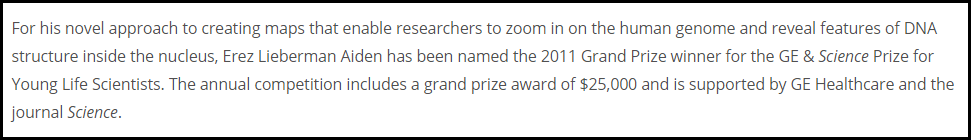 For his novel approach to creating maps that enable researchers to zoom in on the human genome and reveal features of DNA
structure inside the nucleus, Erez Lieberman Aiden has been named the 2011 Grand Prize winner for the GE & Science Prize for
Young Life Scientists. The annual competition includes a grand prize award of $25,000 and is supported by GE Healthcare and the
journal Science.